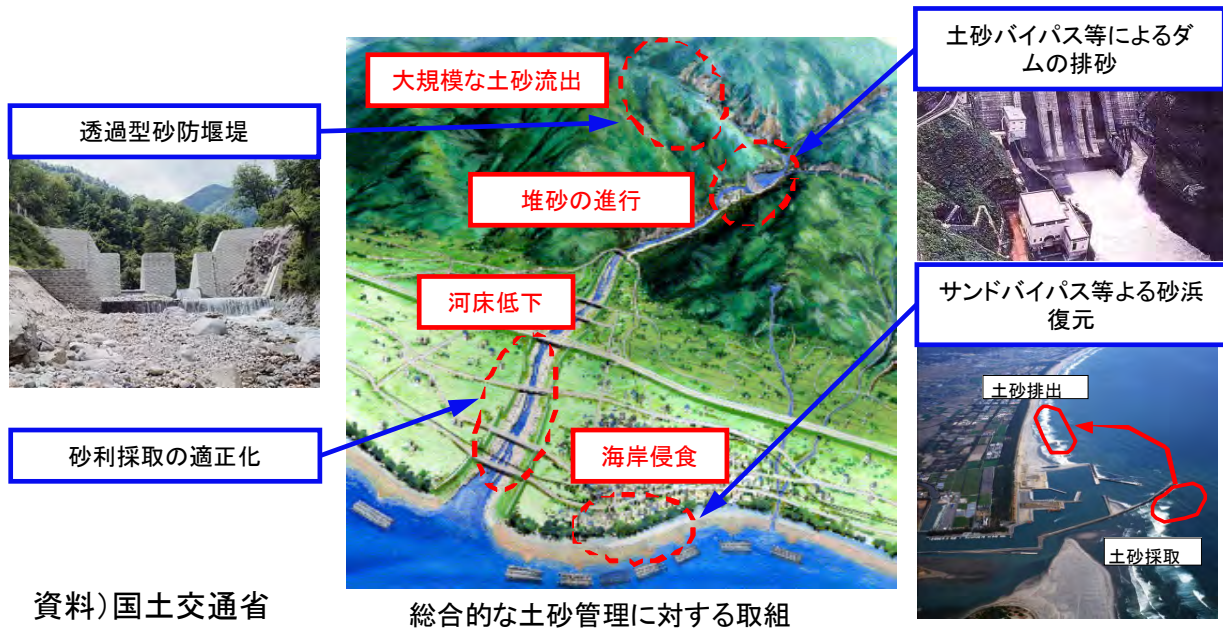 土砂バイパス等によるダ
ムの排砂
大規模な土砂流出
透過型砂防堰堤
堆砂の進行
河床低下
サンドバイパス等よる砂浜
復元
土砂排出
砂利採取の適正化
海岸侵食
土砂採取
資料)国土交通省
総合的な土砂管理に対する取組